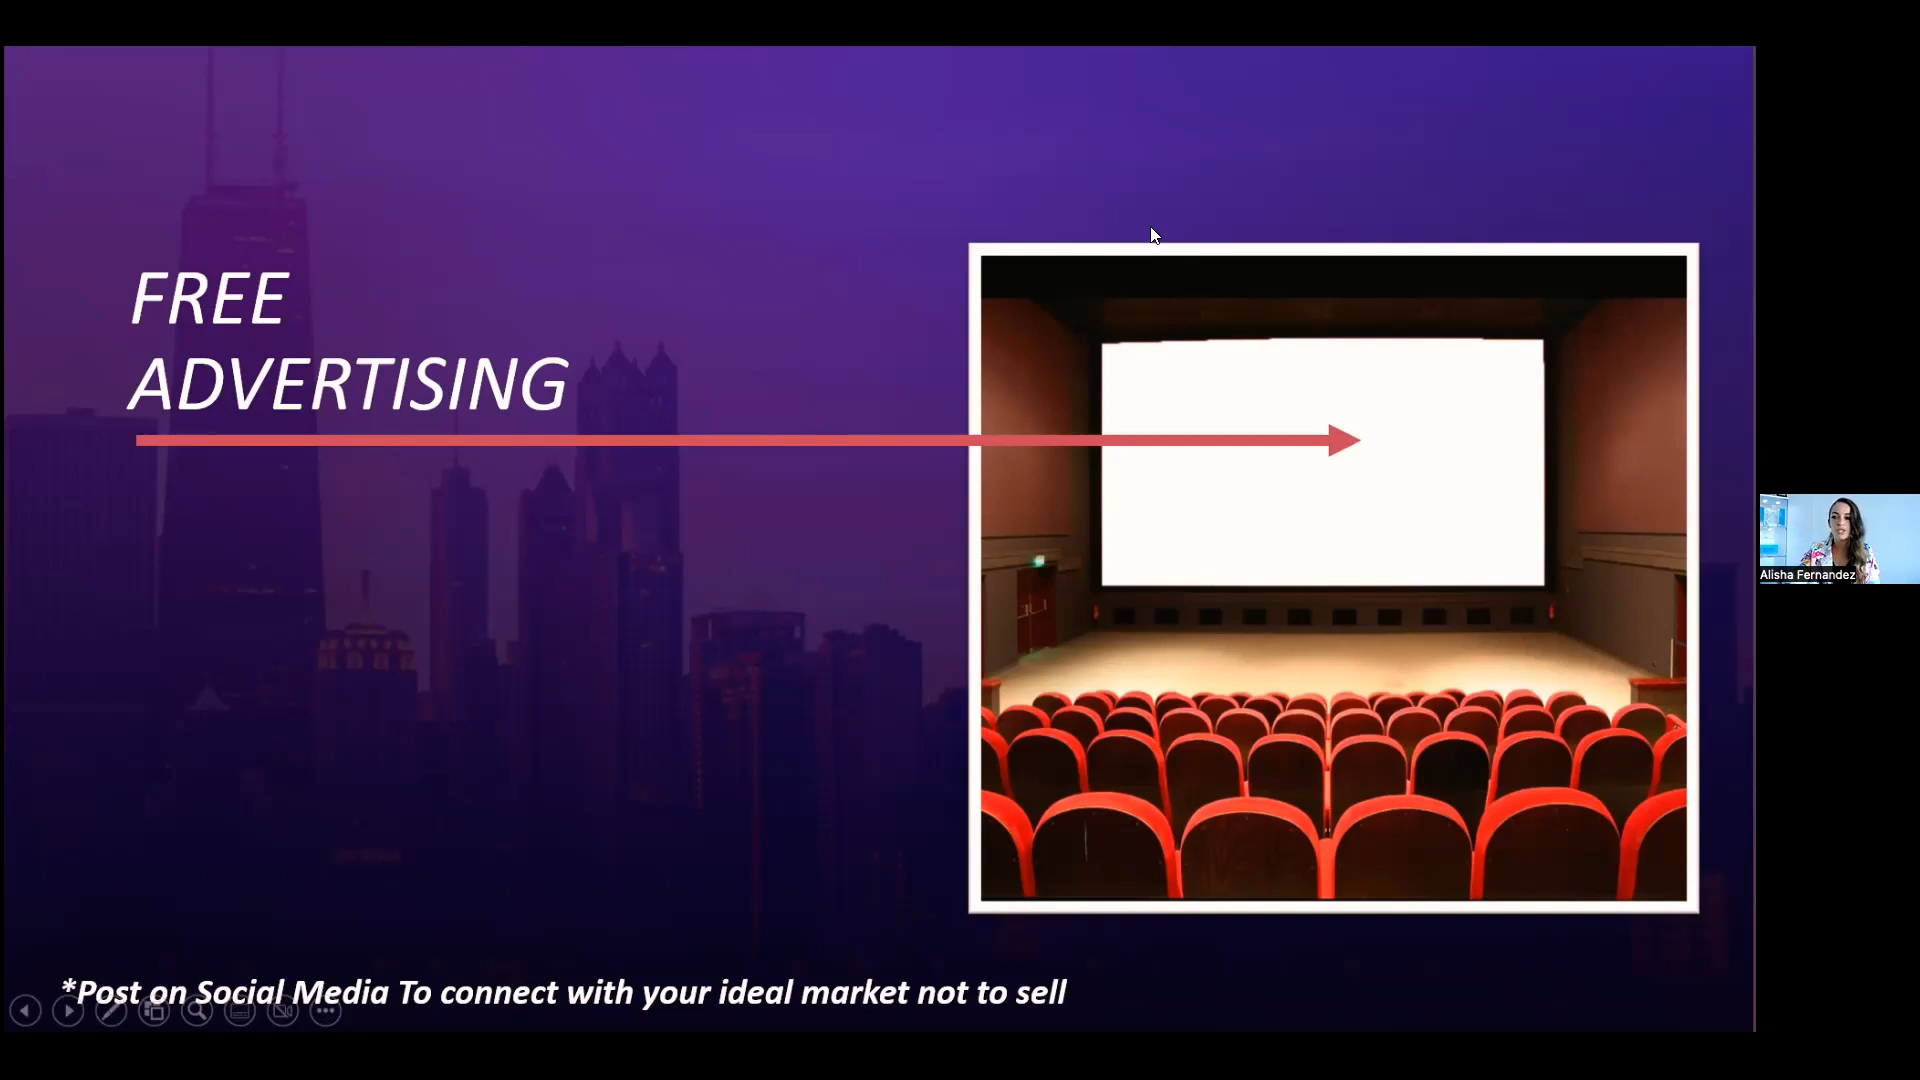 FREE
ADVERTISING
Alisha Fernandez
*Post on Social Media To connect with your ideal market not to sell